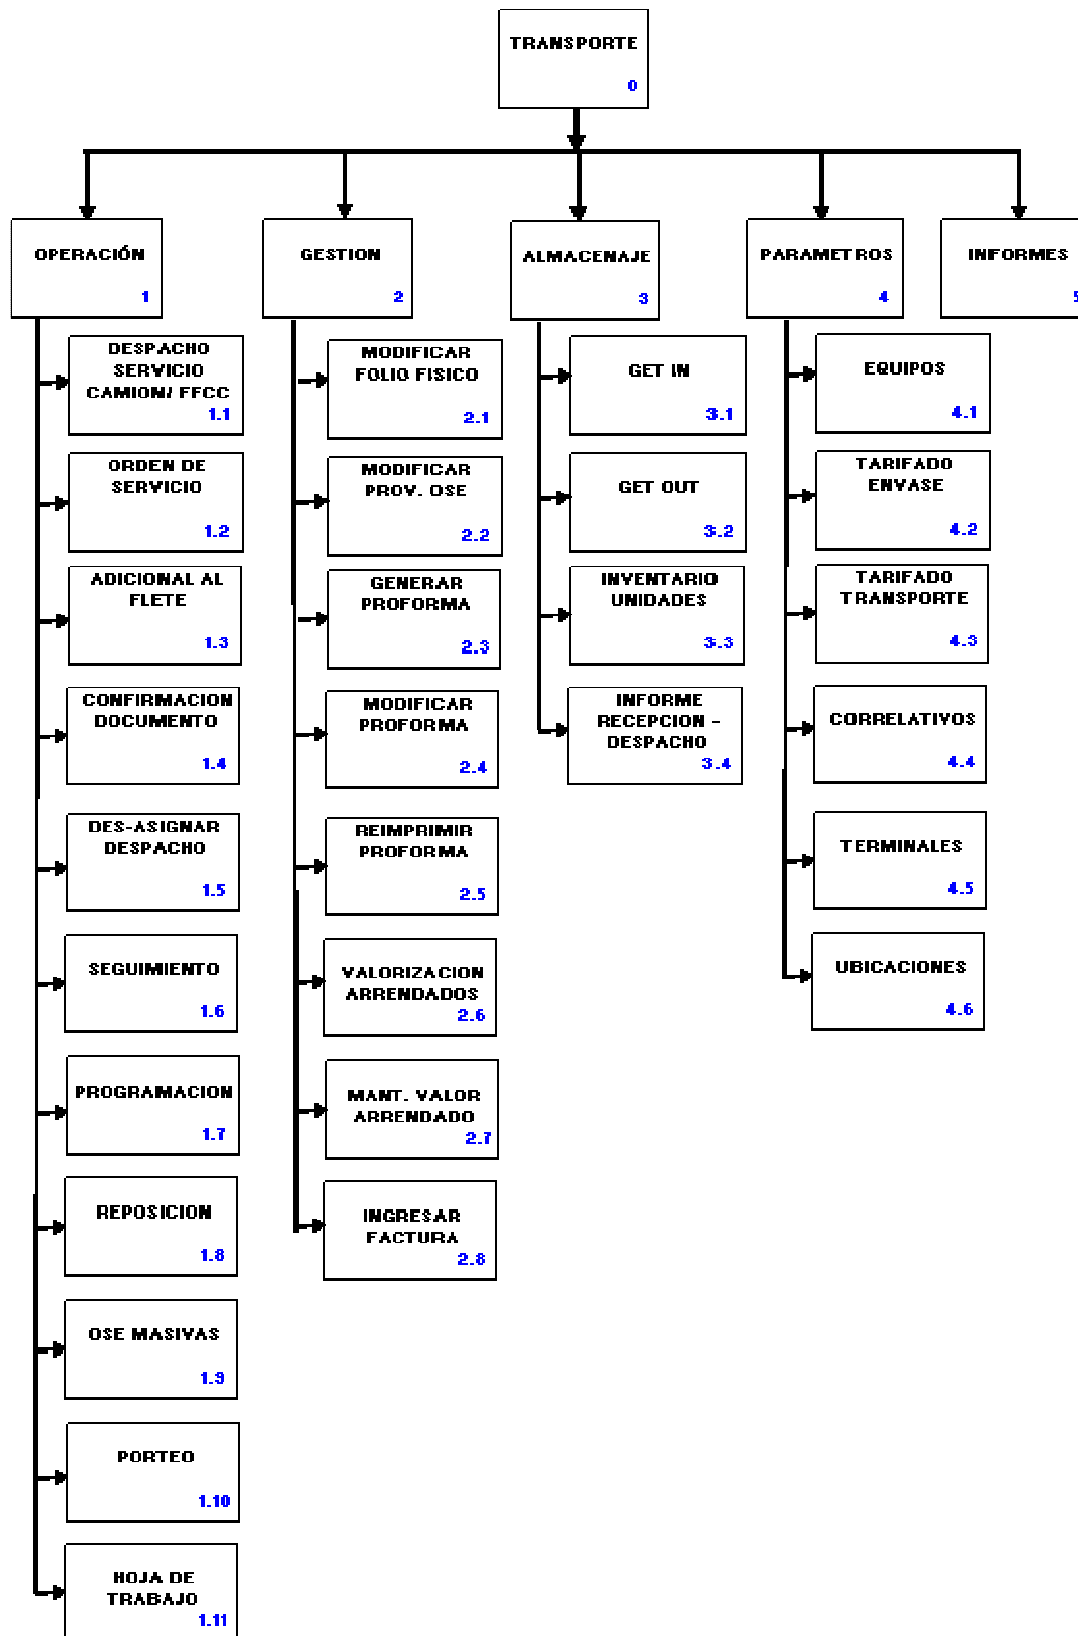 TRANSPORTE
0
OPERACIÓN
1
GESTION
2
ALMACENAJE
3
PARAMETROS
4
INFORMES
5
DESPACHO
SERVICIO
CAMION/ FFCC
1.1
ORDEN DE
SERVICIO
1.2
ADICIONAL AL
FLETE
1.3
CONFIRMACION
DOCUMENTO
1.4
DES-ASIGNAR
DESPACHO
1.5
SEGUIMIENTO
1.6
PROGRAMACION
1.7
REPOSICION
1.8
OSE MASIVAS
1.9
PORTEO
1.10
HOJA DE
TRABAJO
1.11
MODIFICAR
FOLIO FISICO
2.1
MODIFICAR
PROV. OSE
2.2
GENERAR
PROFORMA
2.3
MODIFICAR
PROFORMA
2.4
REIMPRIMIR
PROFORMA
2.5
VALORIZACION
ARRENDADOS
2.6
MANT. VALOR
ARRENDADO
2.7
INGRESAR
FACTURA
2.8
GET IN
3.1
GET OUT
3.2
INVENTARIO
UNIDADES
3.3
INFORME
RECEPCION -
DESPACHO
3.4
EQUIPOS
4.1
TARIFADO
ENVASE
4.2
TARIFADO
TRANSPORTE
4.3
CORRELATIVOS
4.4
TERMINALES
4.5
UBICACIONES
4.6